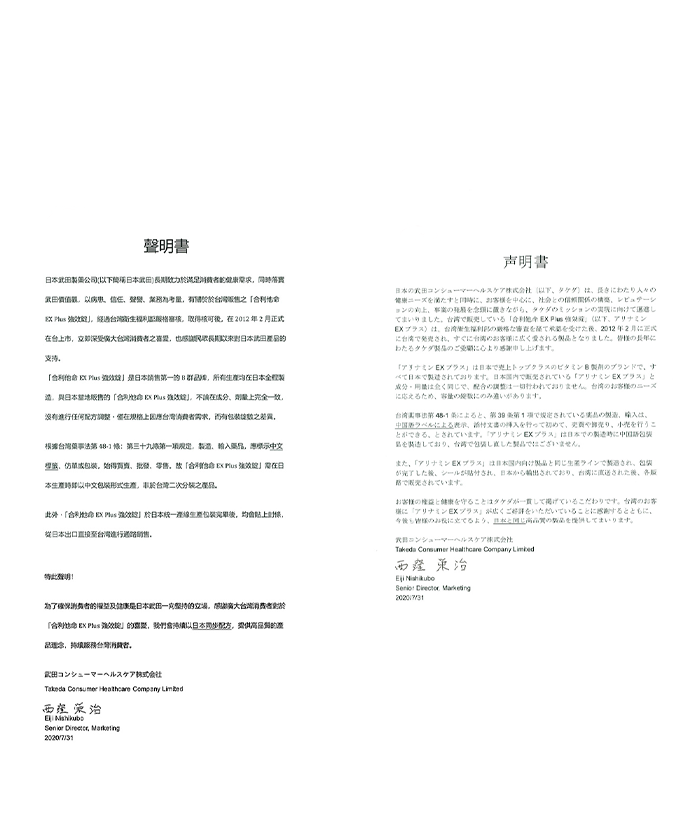 聲明書
日本武田製藥公司(以下簡稱日本武田)長期致力於滿足消費者的健康需求，同時落實
武田價值觀，以病患、信任、聲譽、業務為考量，有關於於台灣販售之「合利他命
EX Plus 強效錠」，經過台灣衛生福利部嚴格審核，取得核可後，在 2012 年 2 月正式
在台上市，立即深受廣大台灣消費者之喜愛，也感謝民眾長期以來對日本武田產品的
支持。
「合利他命 EX Plus 強效錠」是日本銷售第一的 B 群品牌，所有生產均在日本全程製
造，與日本當地販售的「合利他命 EX Plus 強效錠」，不論在成分、劑量上完全一致，
沒有進行任何配方調整，僅在規格上因應台灣消費者需求，而有包裝錠數之差異。
根據台灣藥事法第 48-1 條：第三十九條第一項規定，製造、輸入藥品，應標示中文
標籤、仿單或包裝，始得買賣、批發、零售。故「合利他命 EX Plus 強效錠」是在日
本生產時即以中文包裝形式生產，非於台灣二次分裝之產品。
此外，「合利他命 EX Plus 強效錠」於日本統一產線生產包裝完畢後，均會貼上封條，
從日本出口直接至台灣進行通路銷售。
特此聲明！
為了確保消費者的權益及健康是日本武田一向堅持的立場，感謝廣大台灣消費者對於
「合利他命 EX Plus 強效錠」的喜愛，我們會持續以日本同步配方，提供高品質的產
品理念，持續服務台灣消費者。
武田コンシューマーヘルスケア株式会社
Takeda Consumer Healthcare Company Limited
西窪 栄治
Eiji Nishikubo
Senior Director, Marketing
2020/7/31
声明書
日本の武田コンシューマーヘルスケア株式会社（以下、タケダ）は、長きにわたり人々の
健康ニーズを満たすと同時に、お客様を中心に、社会との信頼関係の構築、レピュテーシ
ョンの向上、事業の発展を念頭に置きながら、タケダのミッションの実現に向けて邁進し
てまいりました。台湾で販売している「合利他命 EX Plus 強効錠」（以下、アリナミン
EX プラス）は、台湾衛生福利部の厳格な審査を経て承認を受けた後、2012 年 2 月に正式
に台湾で発売され、すぐに台湾のお客様に広く愛される製品となりました。皆様の長年に
わたるタケダ製品のご愛顧に心より感謝申し上げます。
「アリナミン EX プラス」は日本で売上トップクラスのビタミン B 製剤のブランドで、す
べて日本で製造されております。日本国内で販売されている「アリナミン EX プラス」と
成分・用量は全く同じで、配合の調整は一切行われておりません。台湾のお客様のニーズ
に応えるため、容量の錠数にのみ違いがあります。
台湾薬事法第 48-1 条によると、第 39 条第 1 項で規定されている薬品の製造、輸入は、
中国語ラベルによる表示、添付文書の挿入を行って初めて、売買や卸売り、小売を行うこ
とができる、とされています。「アリナミン EX プラス」は日本での製造時に中国語包装
品を製造しており、台湾で包装し直した製品ではございません。
また、「アリナミン EX プラス」は日本国内向け製品と同じ生産ラインで製造され、包装
が完了した後、シールが貼付され、日本から輸出されており、台湾に直送された後、各販
路で販売されています。
お客様の権益と健康を守ることはタケダが一貫して掲げているこだわりです。台湾のお客
様に「アリナミン EX プラス」が広くご好評をいただいていることに感謝するとともに、
今後も皆様のお役に立てるよう、日本と同じ高品質の製品を提供してまいります。
武田コンシューマーヘルスケア株式会社
Takeda Consumer Healthcare Company Limited
西窪 栄治
Eiji Nishikubo
Senior Director, Marketing
2020/7/31